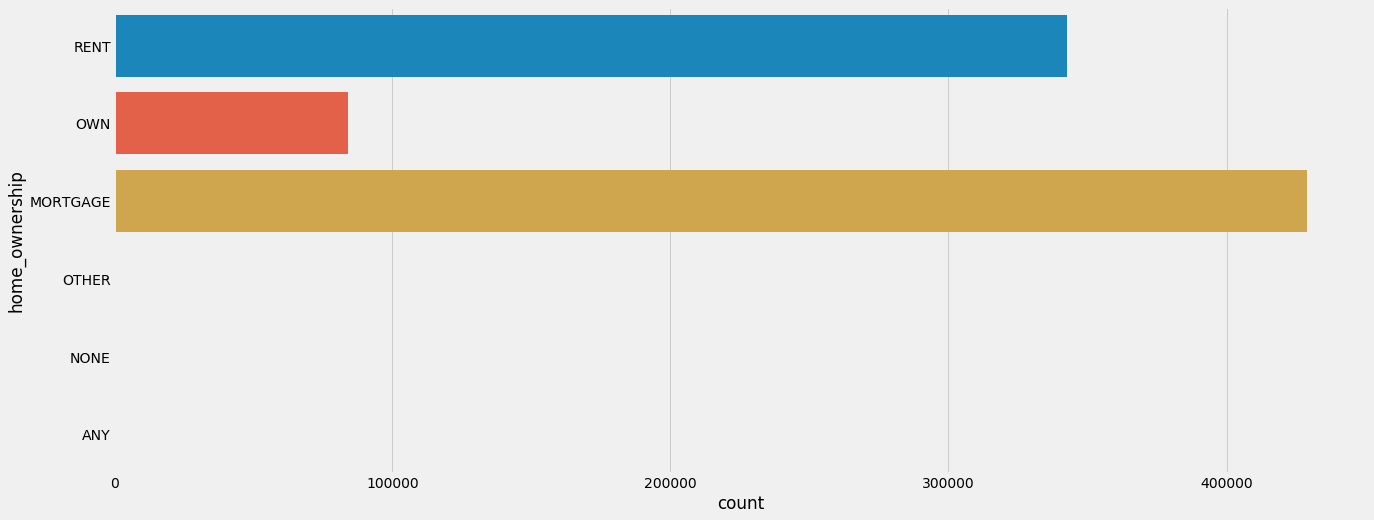 RENT
OWN
MORTGAGE
OTHER
NONE
ANY
home_ownership
0 100000 200000 300000 400000
count